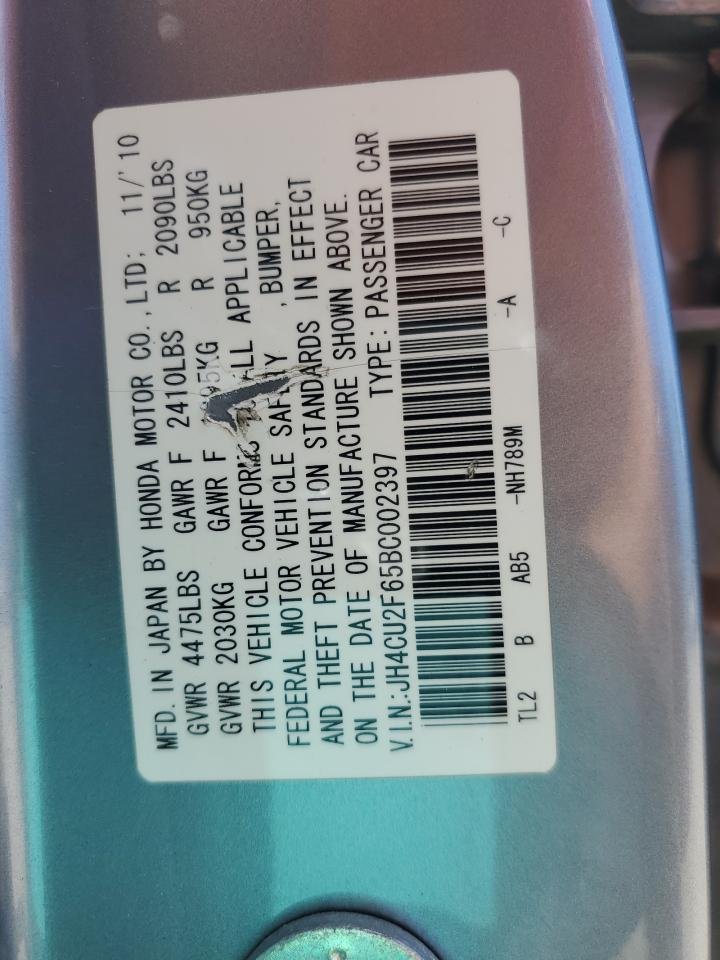 MFD. IN JAPAN BY HONDA MOTOR CO.,LTD; 11/'10
GVWR 4475LBS GAWR F 2410LBS R 2090LBS
GVWR 2030KG GAWR F R 950KG
THIS VEHICLE ALL APPLICABLE
FEDERAL MOTOR VEHICLE , BUMPER,
AND THEFT PREVENTION STANDARDS IN EFFECT
ON THE DATE OF MANUFACTURE SHOWN ABOVE.
V.I.N.:JH4CU2F65BC002397 TYPE: PASSENGER CAR
TL2 B AB5 -NH789M -A -C